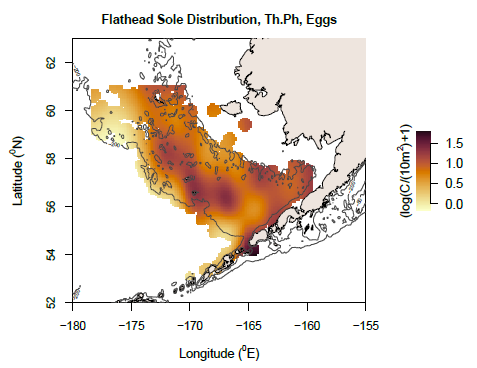 Flathead Sole Distribution, Th.Ph, Eggs
62
60
58
56
54
52
Latitude (⁰N)
−180 −175 −170 −165 −160 −155
Longitude (⁰E)
(log(C/(10m²)+1)
1.5
1.0
0.5
0.0